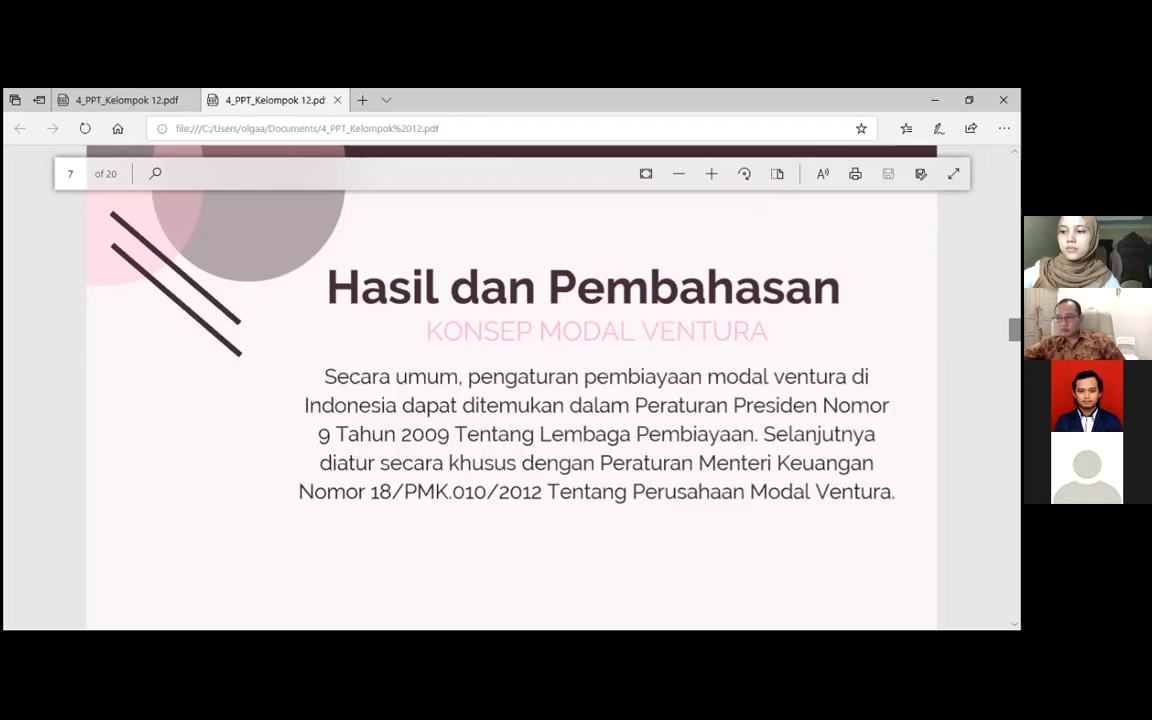 4_PPT_Kelompok 12.pdf
4_PPT_Kelompok 12.pdf
file:///C:/Users/olgaa/Documents/4_PPT_Kelompok%2012.pdf
7 of 20
Hasil dan Pembahasan
KONSEP MODAL VENTURA
Secara umum, pengaturan pembiayaan modal ventura di
Indonesia dapat ditemukan dalam Peraturan Presiden Nomor
9 Tahun 2009 Tentang Lembaga Pembiayaan. Selanjutnya
diatur secara khusus dengan Peraturan Menteri Keuangan
Nomor 18/PMK.010/2012 Tentang Perusahaan Modal Ventura.